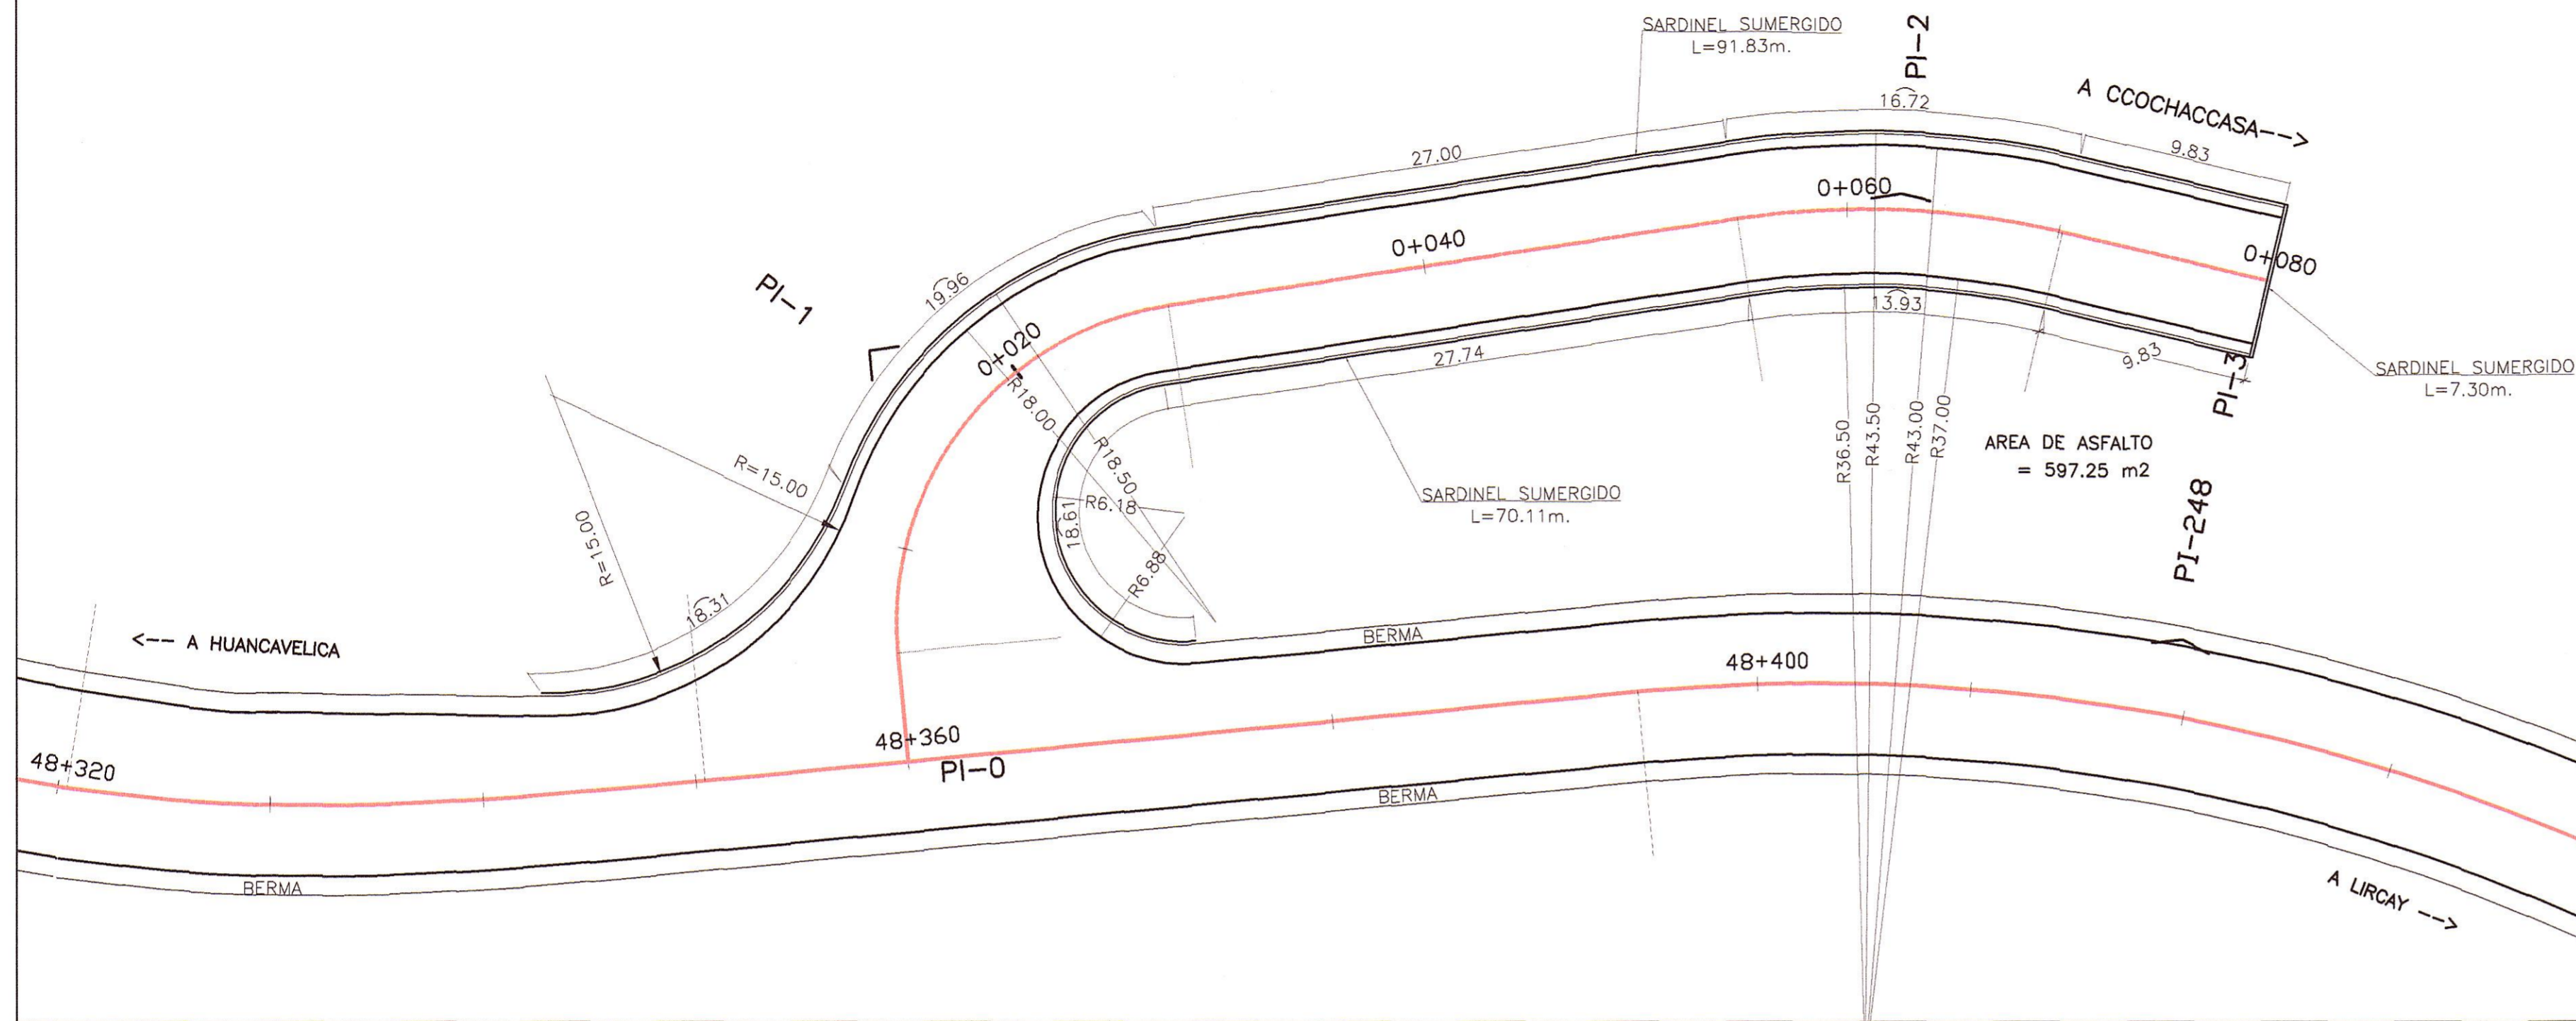 SARDINEL SUMERGIDO
L=91.83m.
PI-2
A CCOCHACCASA-->
16.72
9.83
27.00
0+060
0+040
0+080
PI-1
19.96
0+020
13.93
27.74
9.83
PI-3
SARDINEL SUMERGIDO
L=7.30m.
R18.00
R18.50
R36.50
R43.50
R43.00
R37.00
AREA DE ASFALTO
= 597.25 m2
R=15.00
R=15.00
R6.18
18.61
R6.88
SARDINEL SUMERGIDO
L=70.11m.
PI-248
18.31
<-- A HUANCAVELICA
BERMA
48+400
48+360
PI-0
48+320
BERMA
BERMA
A LIRCAY -->